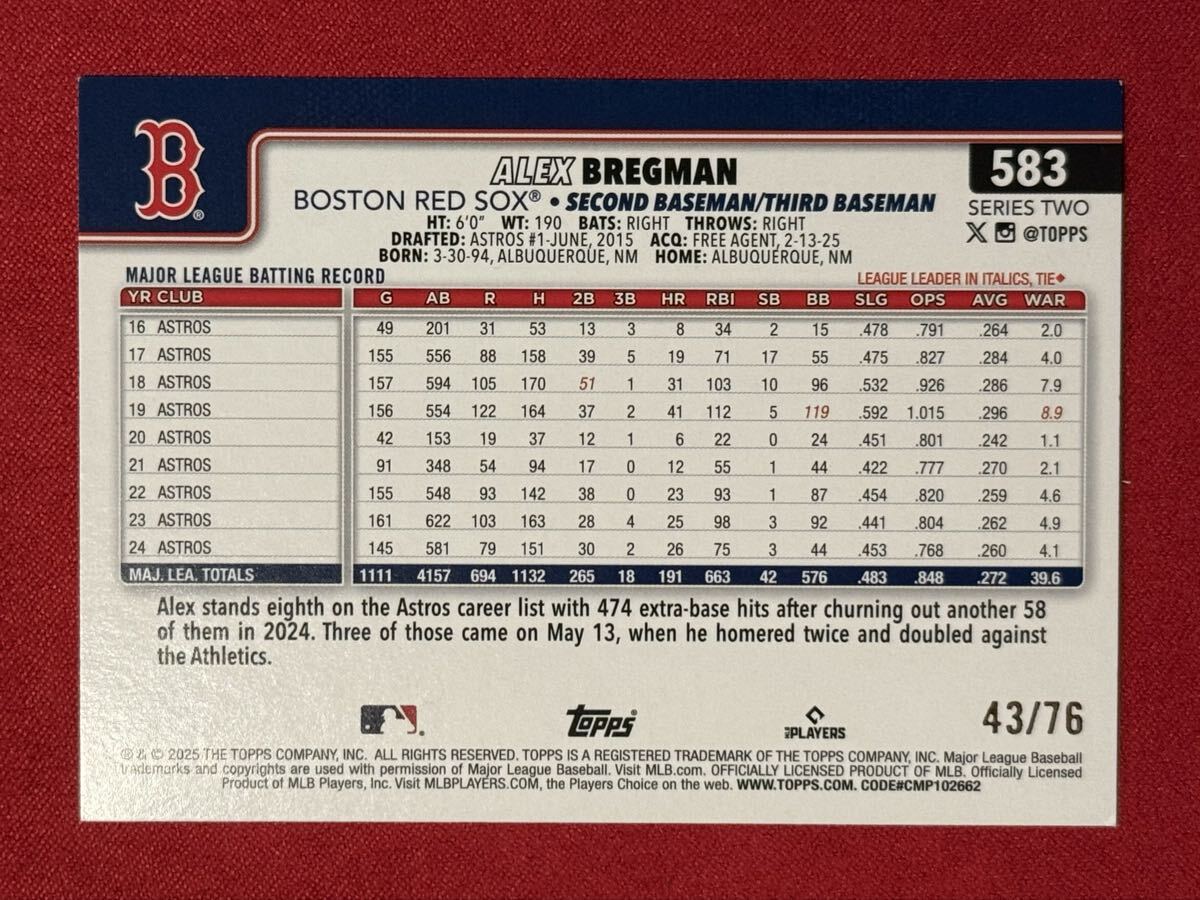 B ®
ALEX BREGMAN
583
BOSTON RED SOX® • SECOND BASEMAN/THIRD BASEMAN
SERIES TWO
HT: 6'0" WT: 190 BATS: RIGHT THROWS: RIGHT
@TOPPS
DRAFTED: ASTROS #1-JUNE, 2015 ACQ: FREE AGENT, 2-13-25
BORN: 3-30-94, ALBUQUERQUE, NM HOME: ALBUQUERQUE, NM
MAJOR LEAGUE BATTING RECORD LEAGUE LEADER IN ITALICS, TIE◆
YR CLUB G AB R H 2B 3B HR RBI SB BB SLG OPS AVG WAR
16 ASTROS 49 201 31 53 13 3 8 34 2 15 .478 .791 .264 2.0
17 ASTROS 155 556 88 158 39 5 19 71 17 55 .475 .827 .284 4.0
18 ASTROS 157 594 105 170 51 1 31 103 10 96 .532 .926 .286 7.9
19 ASTROS 156 554 122 164 37 2 41 112 5 119 .592 1.015 .296 8.9
20 ASTROS 42 153 19 37 12 1 6 22 0 24 .451 .801 .242 1.1
21 ASTROS 91 348 54 94 17 0 12 55 1 44 .422 .777 .270 2.1
22 ASTROS 155 548 93 142 38 0 23 93 1 87 .454 .820 .259 4.6
23 ASTROS 161 622 103 163 28 4 25 98 3 92 .441 .804 .262 4.9
24 ASTROS 145 581 79 151 30 2 26 75 3 44 .453 .768 .260 4.1
MAJ. LEA. TOTALS 1111 4157 694 1132 265 18 191 663 42 576 .483 .848 .272 39.6
Alex stands eighth on the Astros career list with 474 extra-base hits after churning out another 58
of them in 2024. Three of those came on May 13, when he homered twice and doubled against
the Athletics.
topps®
MLB PLAYERS
43/76
® & © 2025 THE TOPPS COMPANY, INC. ALL RIGHTS RESERVED. TOPPS IS A REGISTERED TRADEMARK OF THE TOPPS COMPANY, INC. Major League Baseball
trademarks and copyrights are used with permission of Major League Baseball. Visit MLB.com. OFFICIALLY LICENSED PRODUCT OF MLB. Officially Licensed
Product of MLB Players, Inc. Visit MLBPLAYERS.COM, the Players Choice on the web. WWW.TOPPS.COM. CODE#CMP102662